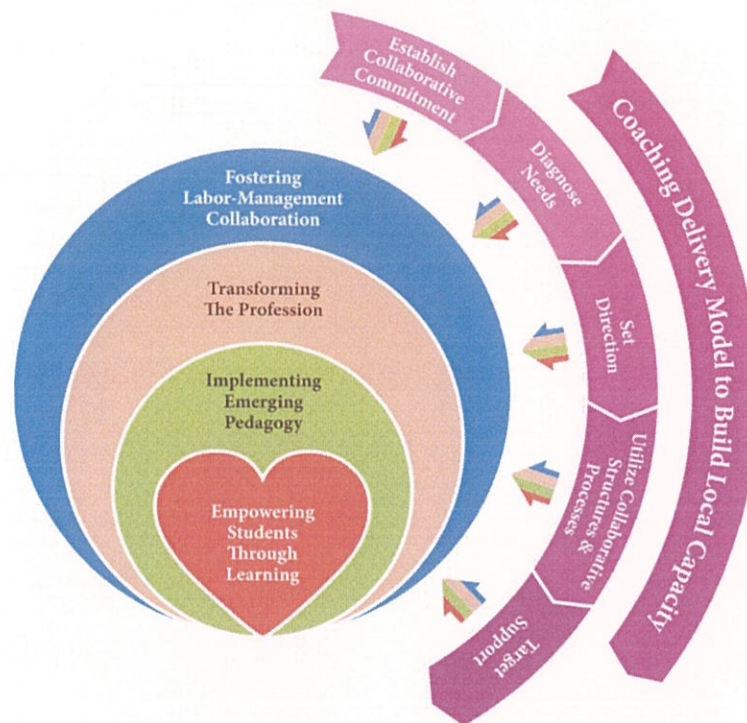 Establish
Collaborative
Commitment
Diagnose
Needs
Set
Direction
Utilize Collaborative
Structures &
Processes
Target
Support
Coaching Delivery Model to Build Local Capacity
Fostering
Labor-Management
Collaboration
Transforming
The Profession
Implementing
Emerging
Pedagogy
Empowering
Students
Through
Learning